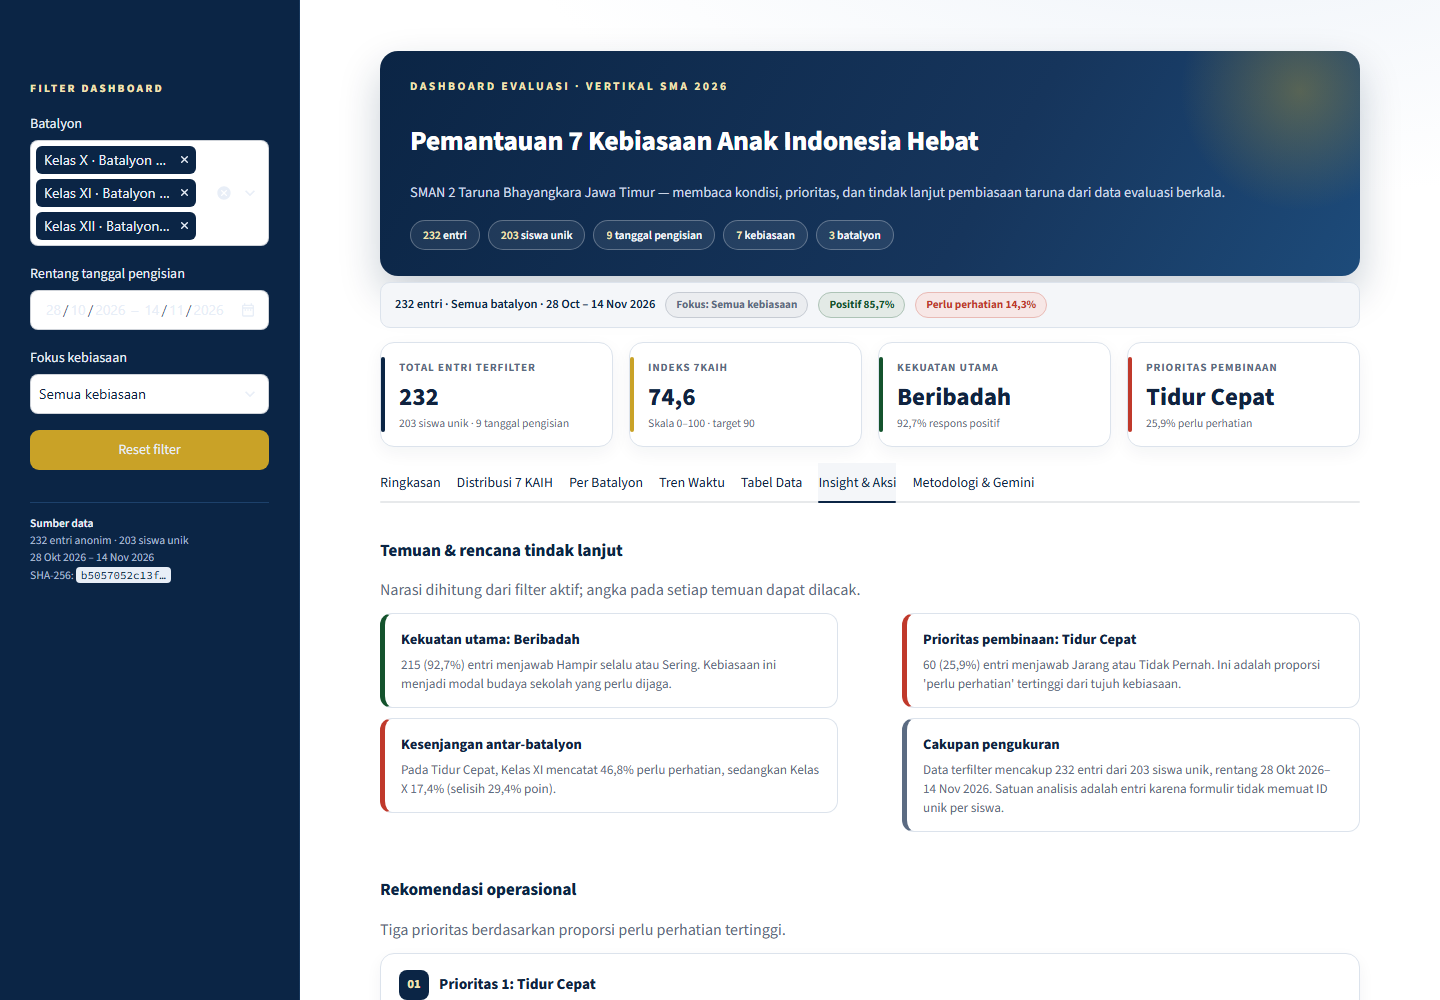 FILTER DASHBOARD
Batalyon
Kelas X · Batalyon ... ×
Kelas XI · Batalyon ... ×
Kelas XII · Batalyon... ×
Rentang tanggal pengisian
28/10/2026 – 14/11/2026
Fokus kebiasaan
Semua kebiasaan
Reset filter
Sumber data
232 entri anonim · 203 siswa unik
28 Okt 2026 – 14 Nov 2026
SHA-256: b5057052c13f…
DASHBOARD EVALUASI · VERTIKAL SMA 2026
Pemantauan 7 Kebiasaan Anak Indonesia Hebat
SMAN 2 Taruna Bhayangkara Jawa Timur — membaca kondisi, prioritas, dan tindak lanjut pembiasaan taruna dari data evaluasi berkala.
232 entri 203 siswa unik 9 tanggal pengisian 7 kebiasaan 3 batalyon
232 entri · Semua batalyon · 28 Oct – 14 Nov 2026 Fokus: Semua kebiasaan Positif 85,7% Perlu perhatian 14,3%
TOTAL ENTRI TERFILTER
232
203 siswa unik · 9 tanggal pengisian
INDEKS 7KAIH
74,6
Skala 0–100 · target 90
KEKUATAN UTAMA
Beribadah
92,7% respons positif
PRIORITAS PEMBINAAN
Tidur Cepat
25,9% perlu perhatian
Ringkasan Distribusi 7 KAIH Per Batalyon Tren Waktu Tabel Data Insight & Aksi Metodologi & Gemini
Temuan & rencana tindak lanjut
Narasi dihitung dari filter aktif; angka pada setiap temuan dapat dilacak.
Kekuatan utama: Beribadah
215 (92,7%) entri menjawab Hampir selalu atau Sering. Kebiasaan ini
menjadi modal budaya sekolah yang perlu dijaga.
Prioritas pembinaan: Tidur Cepat
60 (25,9%) entri menjawab Jarang atau Tidak Pernah. Ini adalah proporsi
'perlu perhatian' tertinggi dari tujuh kebiasaan.
Kesenjangan antar-batalyon
Pada Tidur Cepat, Kelas XI mencatat 46,8% perlu perhatian, sedangkan Kelas
X 17,4% (selisih 29,4% poin).
Cakupan pengukuran
Data terfilter mencakup 232 entri dari 203 siswa unik, rentang 28 Okt 2026–
14 Nov 2026. Satuan analisis adalah entri karena formulir tidak memuat ID
unik per siswa.
Rekomendasi operasional
Tiga prioritas berdasarkan proporsi perlu perhatian tertinggi.
01 Prioritas 1: Tidur Cepat